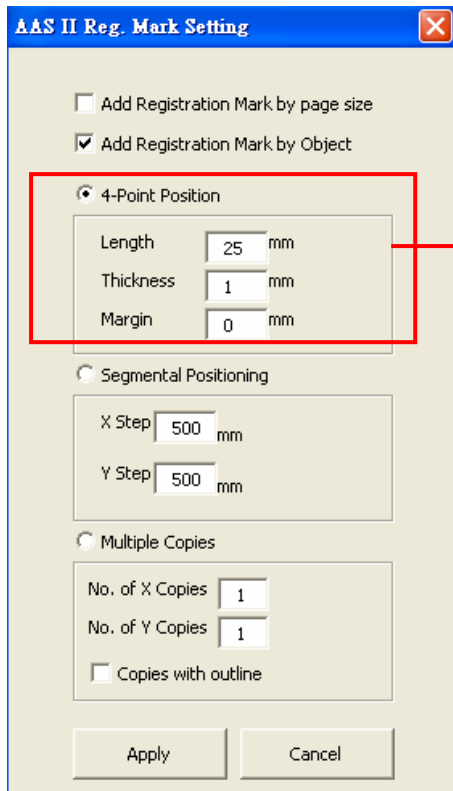 AAS II Reg. Mark Setting
Add Registration Mark by page size
Add Registration Mark by Object
4-Point Position
Length 25 mm
Thickness 1 mm
Margin 0 mm
Segmental Positioning
X Step 500 mm
Y Step 500 mm
Multiple Copies
No. of X Copies 1
No. of Y Copies 1
Copies with outline
Apply Cancel